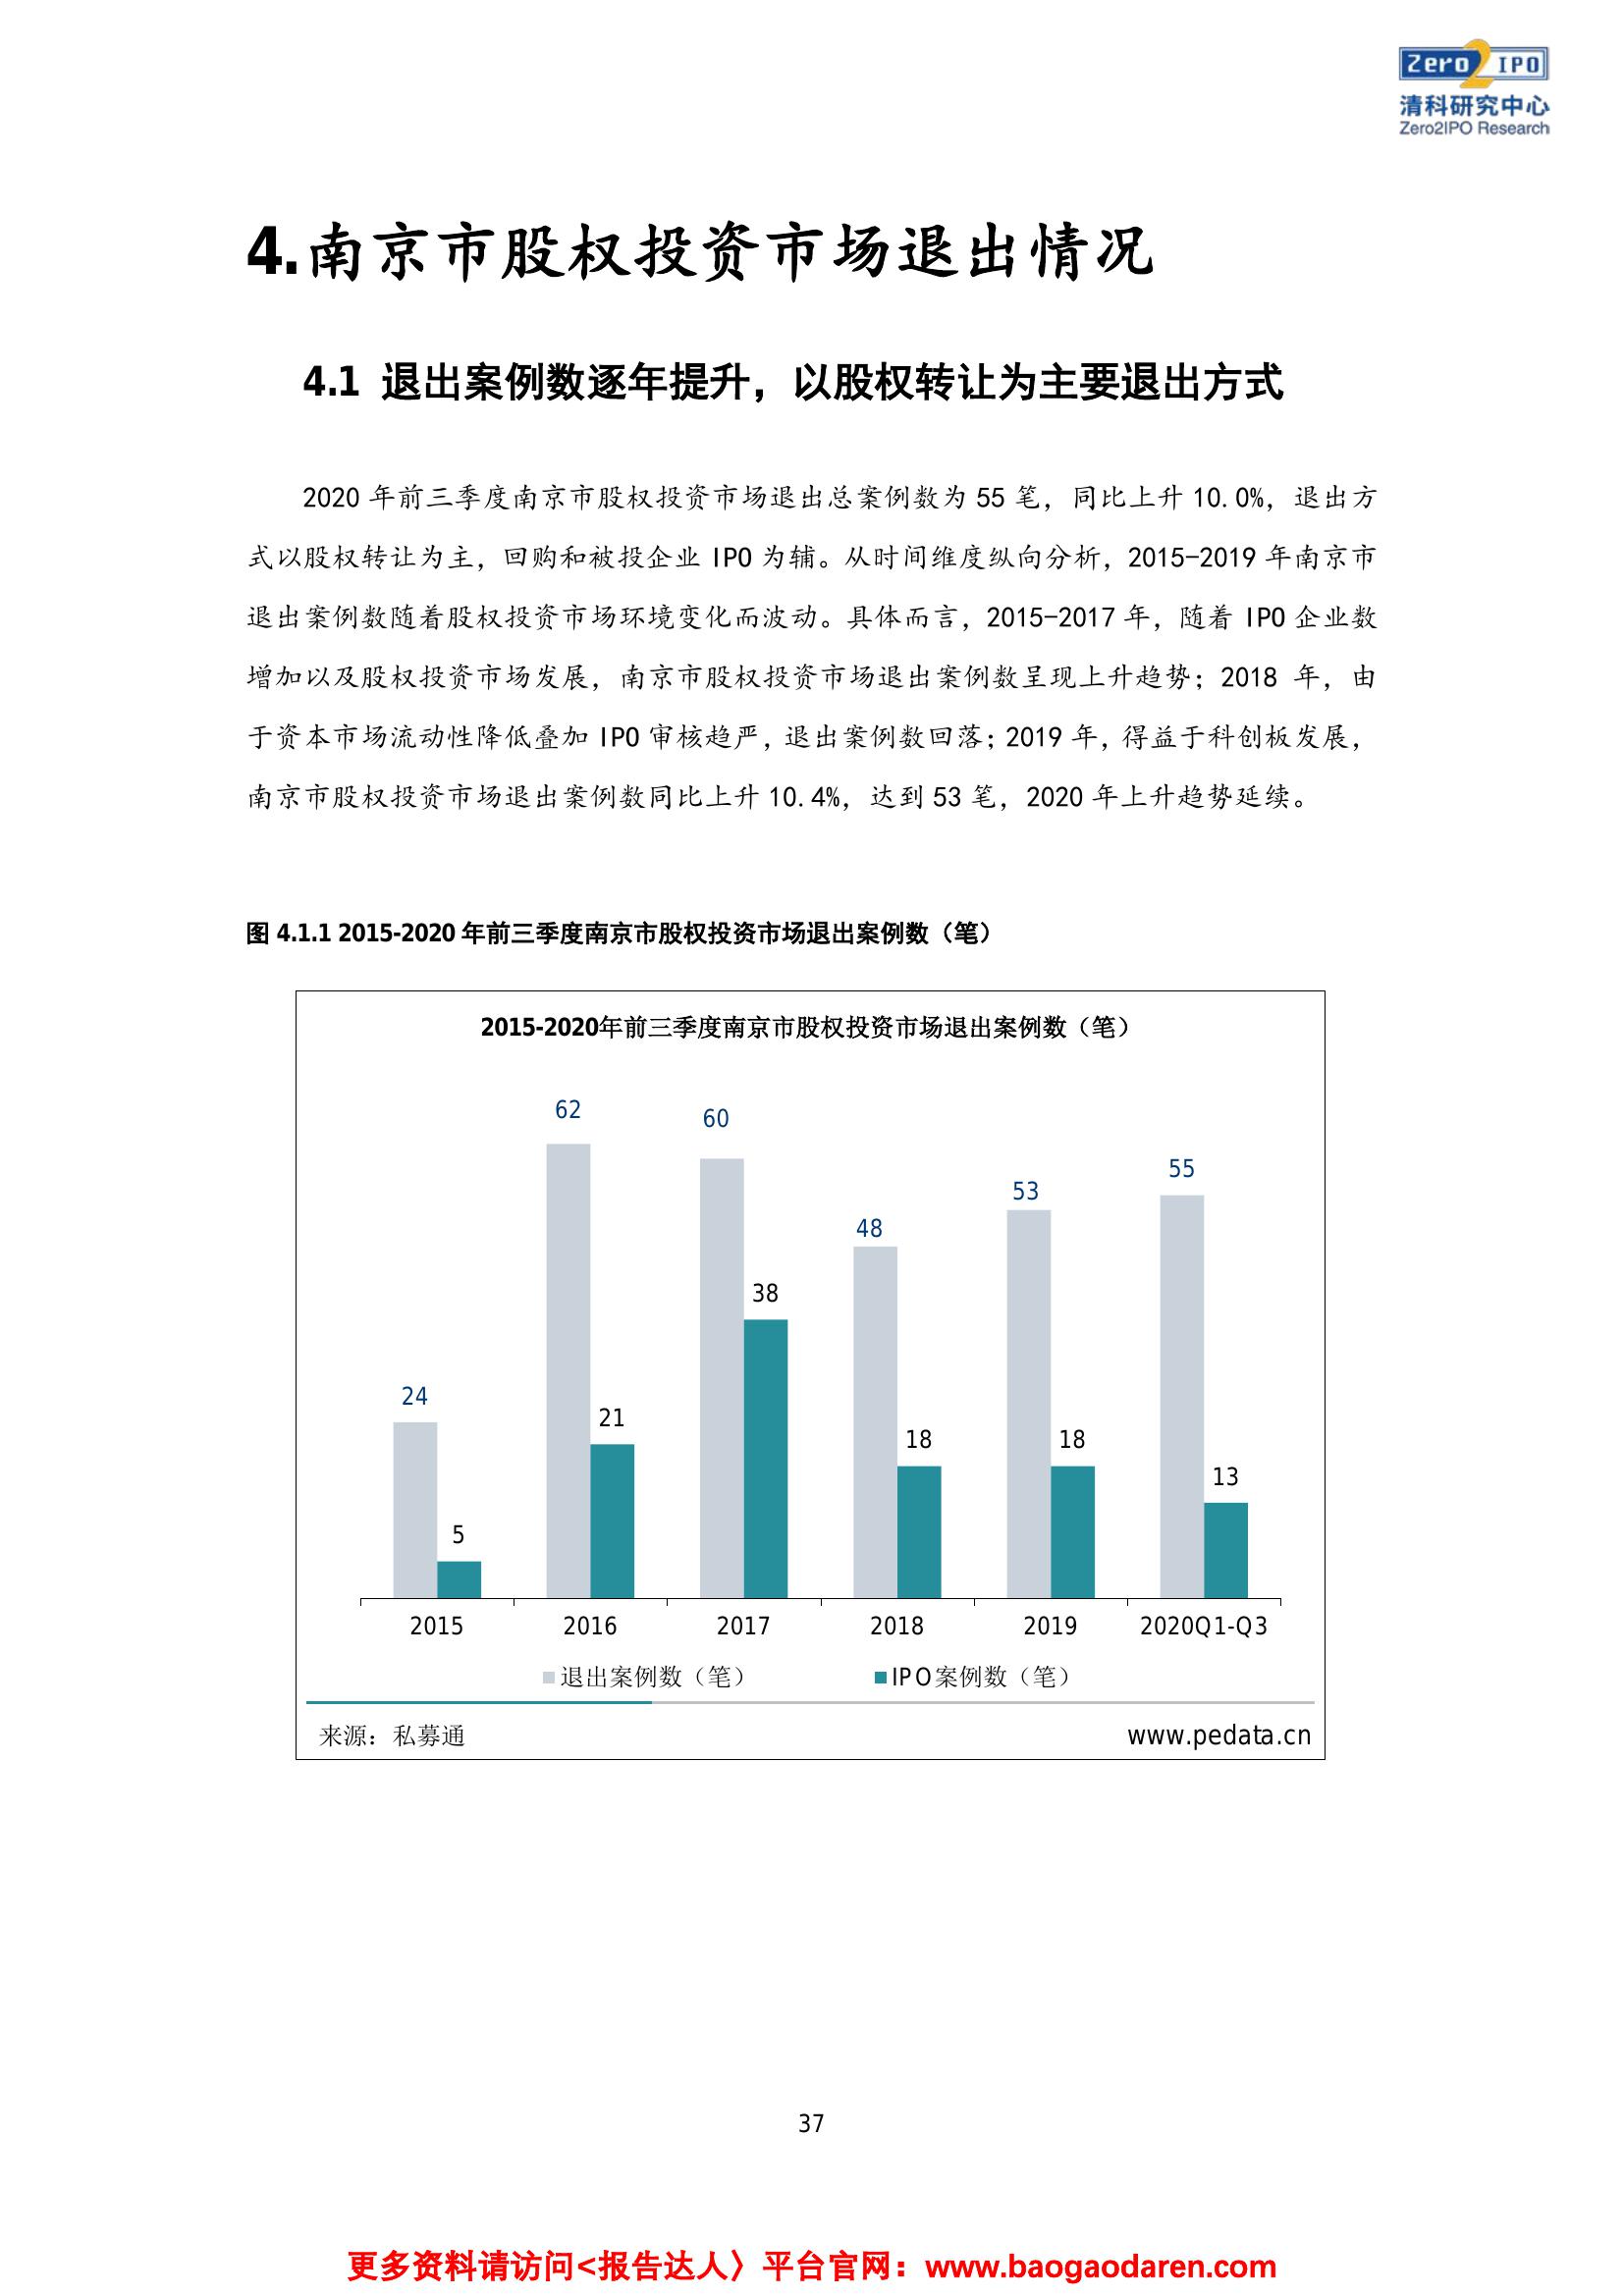 Zero2IPO
清科研究中心
Zero2IPO Research
4.南京市股权投资市场退出情况
4.1 退出案例数逐年提升，以股权转让为主要退出方式
2020 年前三季度南京市股权投资市场退出总案例数为 55 笔，同比上升 10.0%，退出方
式以股权转让为主，回购和被投企业 IPO 为辅。从时间维度纵向分析，2015-2019 年南京市
退出案例数随着股权投资市场环境变化而波动。具体而言，2015-2017 年，随着 IPO 企业数
增加以及股权投资市场发展，南京市股权投资市场退出案例数呈现上升趋势；2018 年，由
于资本市场流动性降低叠加 IPO 审核趋严，退出案例数回落；2019 年，得益于科创板发展，
南京市股权投资市场退出案例数同比上升 10.4%，达到 53 笔，2020 年上升趋势延续。
图 4.1.1 2015-2020 年前三季度南京市股权投资市场退出案例数（笔）
2015-2020年前三季度南京市股权投资市场退出案例数（笔）
62
60
55
53
48
38
24
21
18
18
13
5
2015 2016 2017 2018 2019 2020Q1-Q3
退出案例数（笔） IPO案例数（笔）
来源：私募通 www.pedata.cn
37
更多资料请访问<报告达人〉平台官网：www.baogaodaren.com